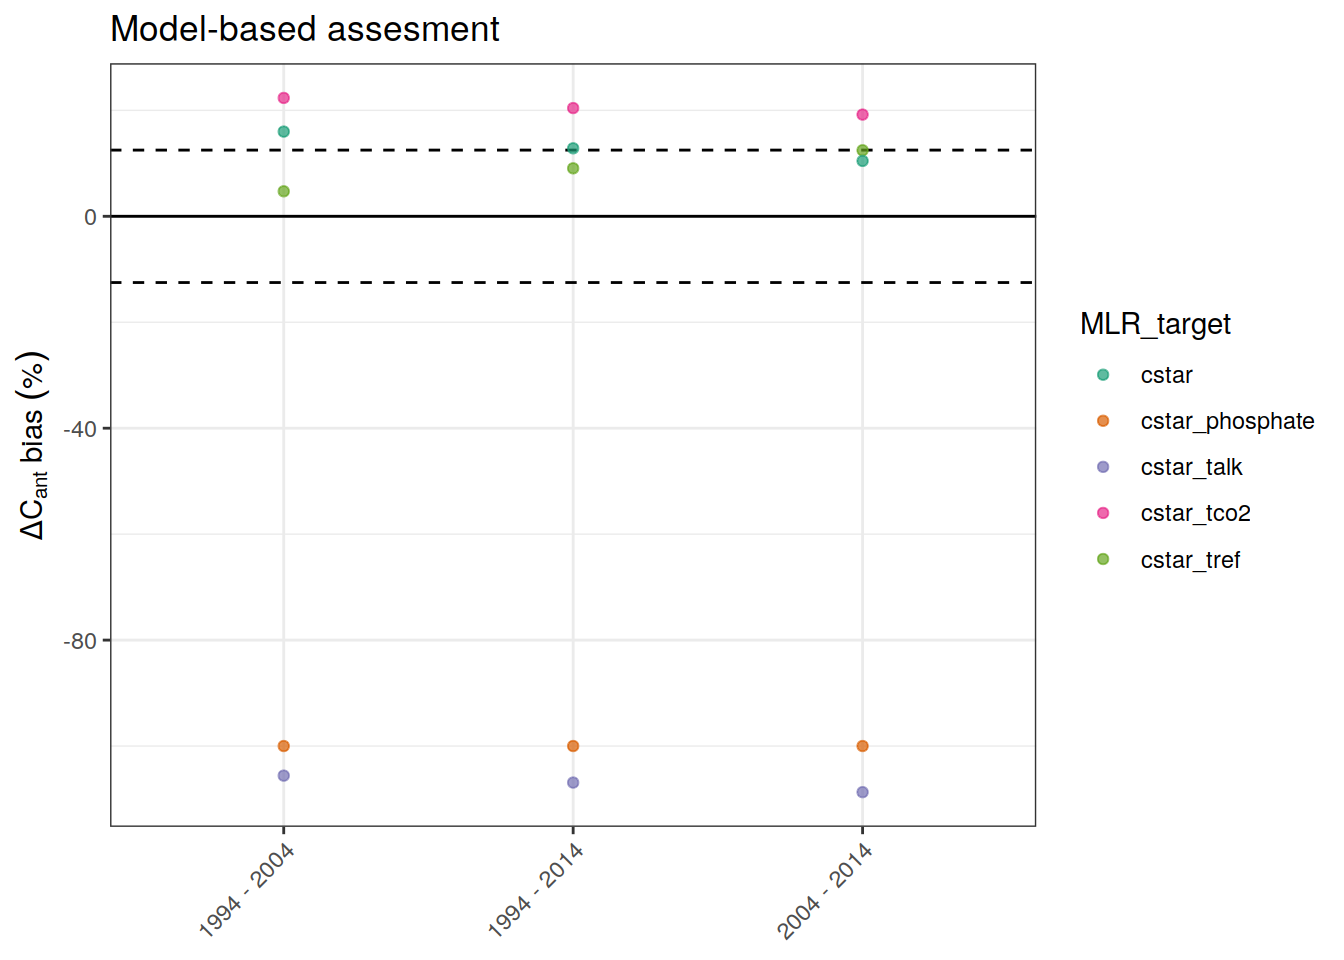 Model-based assesment
ΔCant bias (%)
0
-40
-80
1994 - 2004
1994 - 2014
2004 - 2014
MLR_target
cstar
cstar_phosphate
cstar_talk
cstar_tco2
cstar_tref